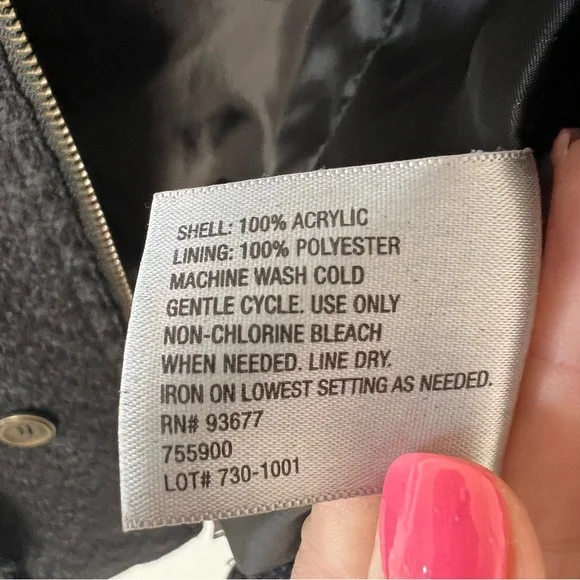 SHELL: 100% ACRYLIC
LINING: 100% POLYESTER
MACHINE WASH COLD
GENTLE CYCLE. USE ONLY
NON-CHLORINE BLEACH
WHEN NEEDED. LINE DRY.
IRON ON LOWEST SETTING AS NEEDED.
RN# 93677
755900
LOT# 730-1001